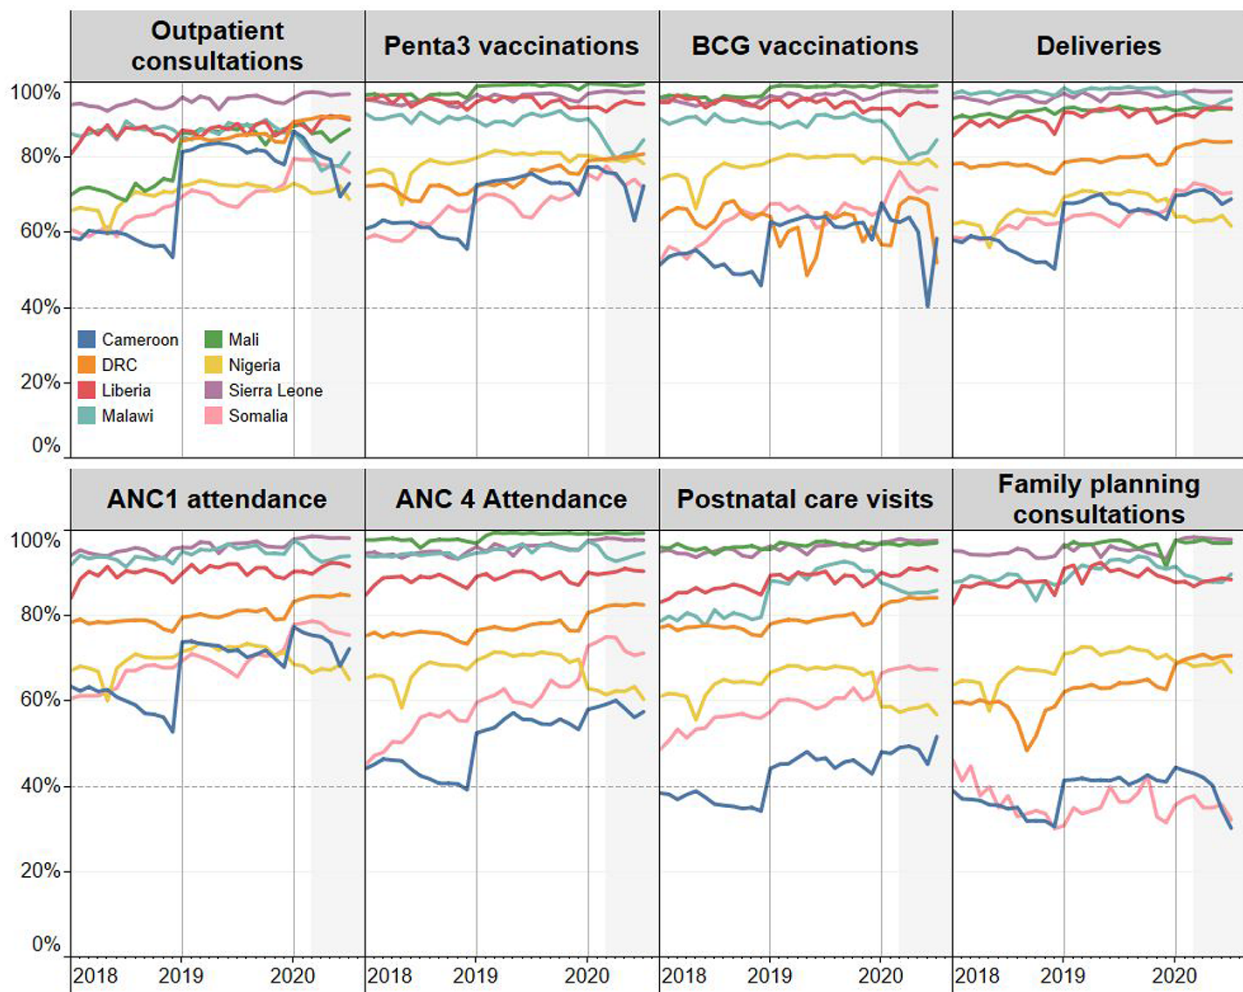 Outpatient
consultations
Penta3 vaccinations
BCG vaccinations
Deliveries
100%
80%
60%
40%
20%
0%
Cameroon
DRC
Liberia
Malawi
Mali
Nigeria
Sierra Leone
Somalia
ANC1 attendance
ANC 4 Attendance
Postnatal care visits
Family planning
consultations
100%
80%
60%
40%
20%
0%
2018 2019 2020
2018 2019 2020
2018 2019 2020
2018 2019 2020